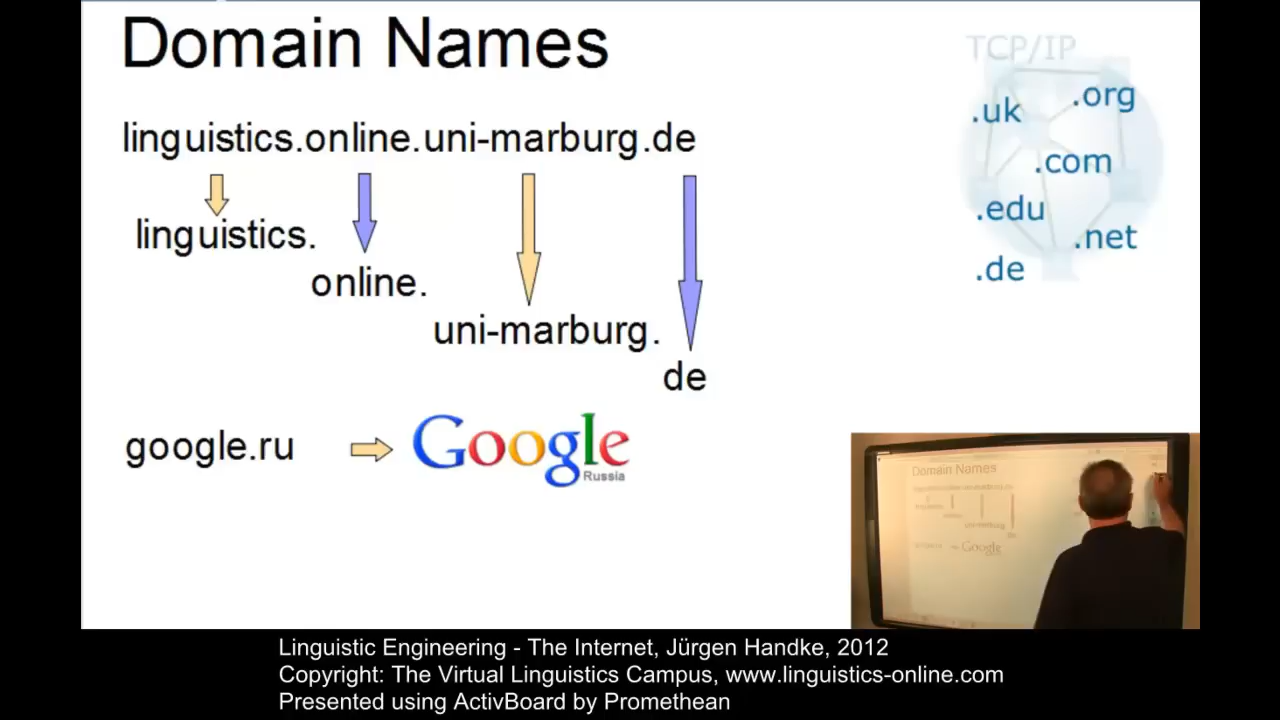 Domain Names
TCP/IP
.uk
.org
.com
.edu
.net
.de
linguistics.online.uni-marburg.de
linguistics.
online.
uni-marburg.
de
google.ru
Google
Russia
Domain Names
Google
Linguistic Engineering - The Internet, Jürgen Handke, 2012
Copyright: The Virtual Linguistics Campus, www.linguistics-online.com
Presented using ActivBoard by Promethean